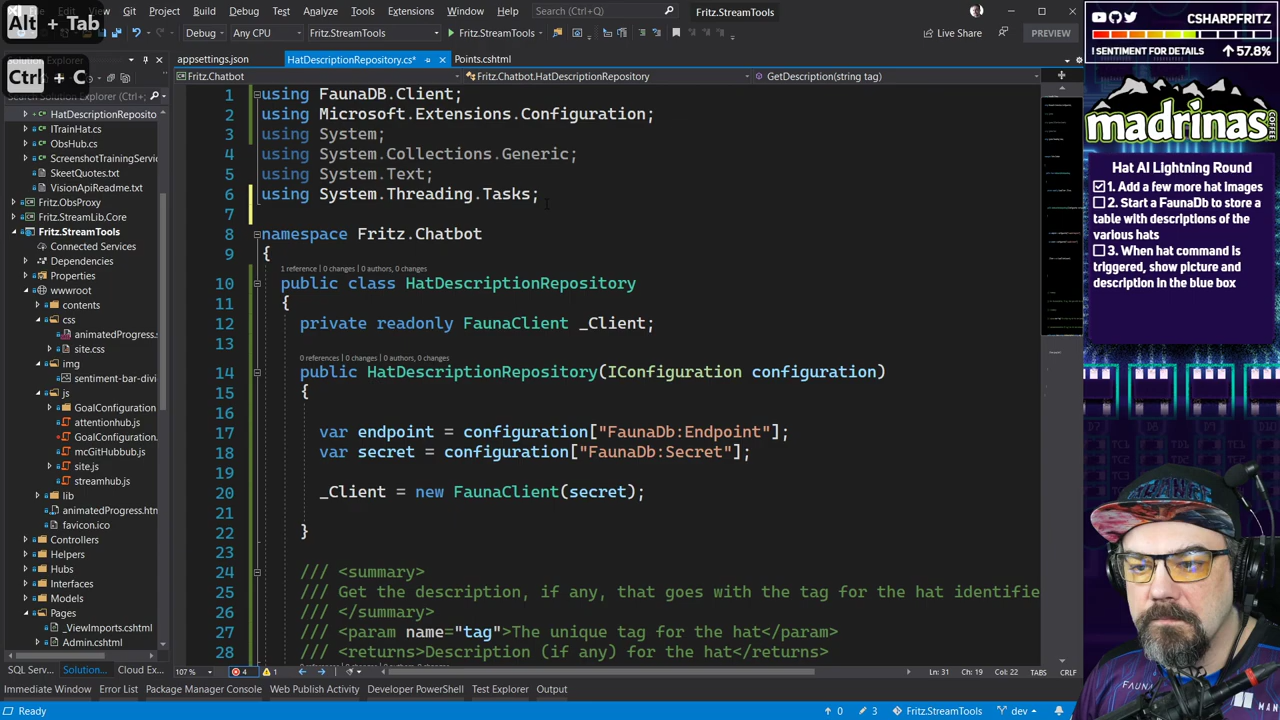 Alt + Tab
Ctrl + C
Edit View Git Project Build Debug Test Analyze Tools Extensions Window Help Search (Ctrl+Q) Fritz.StreamTools
Debug Any CPU Fritz.StreamTools Fritz.StreamTools Live Share PREVIEW
Solution Explorer
appsettings.json HatDescriptionRepository.cs* Points.cshtml
Fritz.Chatbot Fritz.Chatbot.HatDescriptionRepository GetDescription(string tag)
HatDescriptionReposito
ITrainHat.cs
ObsHub.cs
ScreenshotTrainingServic
SkeetQuotes.txt
VisionApiReadme.txt
Fritz.ObsProxy
Fritz.StreamLib.Core
Fritz.StreamTools
Connected Services
Dependencies
Properties
wwwroot
contents
css
animatedProgress.s
site.css
img
sentiment-bar-divi
js
GoalConfiguration
attentionhub.js
GoalConfiguration.
mcGitHubbub.js
site.js
streamhub.js
lib
animatedProgress.htm
favicon.ico
Controllers
Helpers
Hubs
Interfaces
Models
Pages
_ViewImports.cshtml
Admin.cshtml
SQL Serv... Solution... Cloud Ex...
1 using FaunaDB.Client;
2 using Microsoft.Extensions.Configuration;
3 using System;
4 using System.Collections.Generic;
5 using System.Text;
6 using System.Threading.Tasks;
7
8 namespace Fritz.Chatbot
9 {
1 reference | 0 changes | 0 authors, 0 changes
10 public class HatDescriptionRepository
11 {
12 private readonly FaunaClient _Client;
13
0 references | 0 changes | 0 authors, 0 changes
14 public HatDescriptionRepository(IConfiguration configuration)
15 {
16
17 var endpoint = configuration["FaunaDb:Endpoint"];
18 var secret = configuration["FaunaDb:Secret"];
19
20 _Client = new FaunaClient(secret);
21
22 }
23
24 /// <summary>
25 /// Get the description, if any, that goes with the tag for the hat identifie
26 /// </summary>
27 /// <param name="tag">The unique tag for the hat</param>
28 /// <returns>Description (if any) for the hat</returns>
107 % 4 1 Ln: 31 Ch: 19 Col: 22 TABS CRLF
Immediate Window Error List Package Manager Console Web Publish Activity Developer PowerShell Test Explorer Output
Ready 0 3 Fritz.StreamTools dev
CSHARPFRITZ
! SENTIMENT FOR DETAILS 57.8%
madrinas
COFFEE
Hat AI Lightning Round
1. Add a few more hat images
2. Start a FaunaDb to store a
table with descriptions of the
various hats
3. When hat command is
triggered, show picture and
description in the blue box